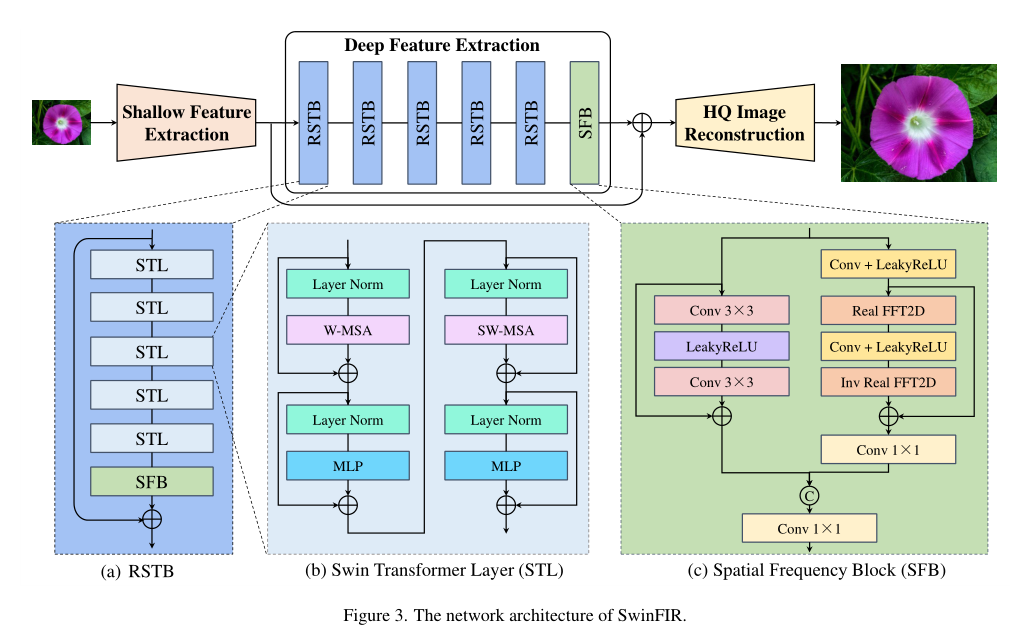 Deep Feature Extraction
Shallow Feature
Extraction
RSTB
RSTB
RSTB
RSTB
RSTB
SFB
HQ Image
Reconstruction
STL
STL
STL
STL
STL
SFB
(a) RSTB
Layer Norm
W-MSA
Layer Norm
MLP
Layer Norm
SW-MSA
Layer Norm
MLP
(b) Swin Transformer Layer (STL)
Conv 3×3
LeakyReLU
Conv 3×3
Conv + LeakyReLU
Real FFT2D
Conv + LeakyReLU
Inv Real FFT2D
Conv 1×1
C
Conv 1×1
(c) Spatial Frequency Block (SFB)
Figure 3. The network architecture of SwinFIR.